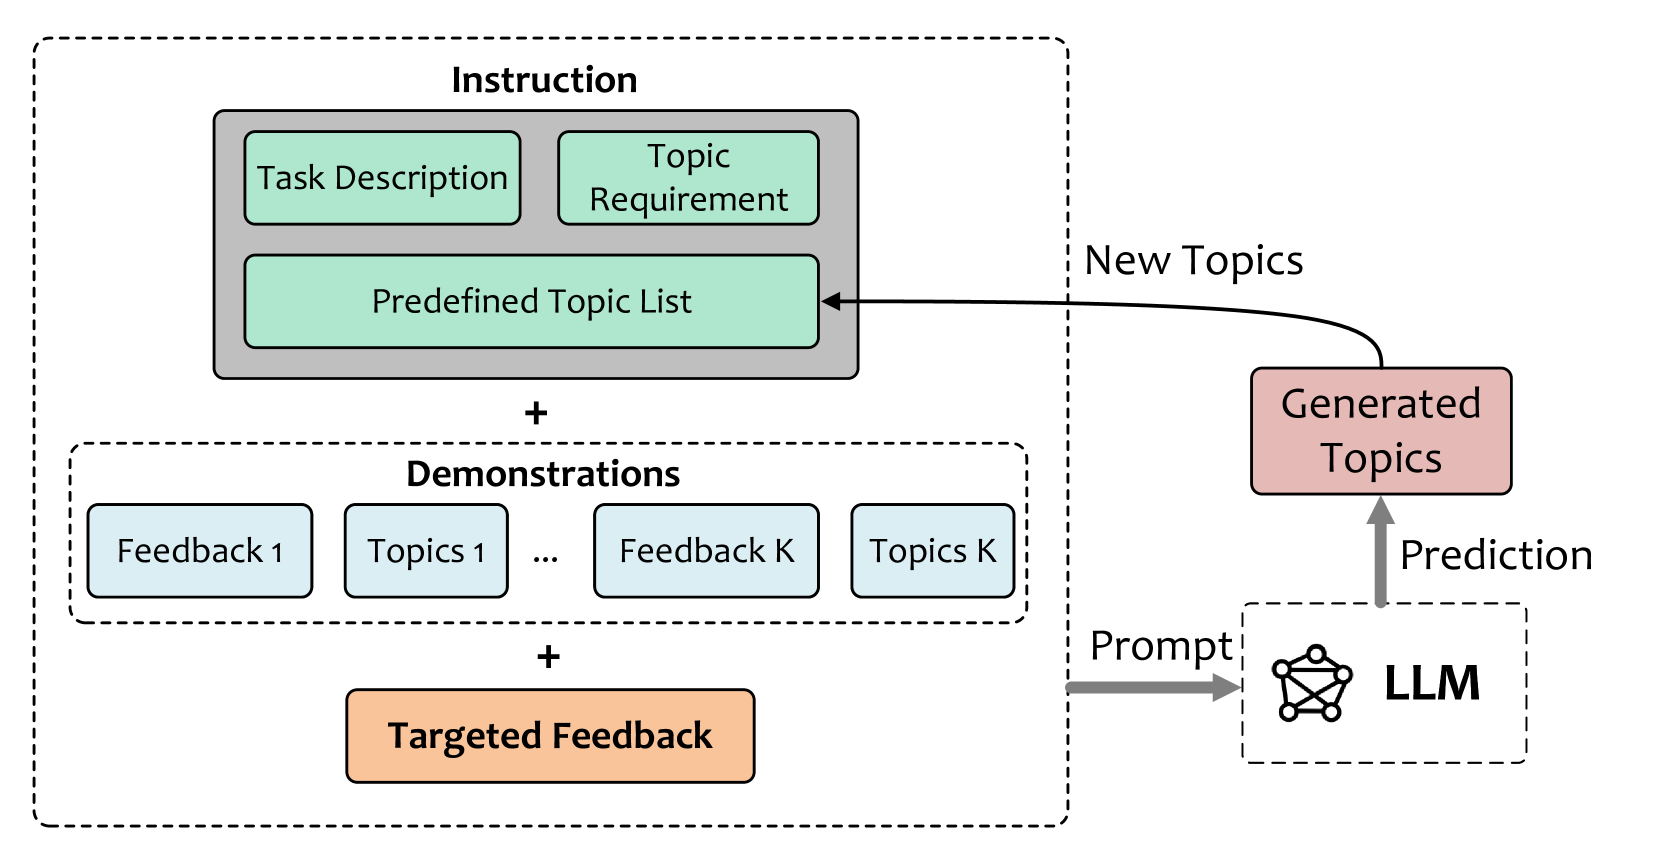 Instruction
Task Description
Topic
Requirement
Predefined Topic List
+
Demonstrations
Feedback 1
Topics 1
...
Feedback K
Topics K
+
Targeted Feedback
New Topics
Generated
Topics
Prediction
Prompt
LLM